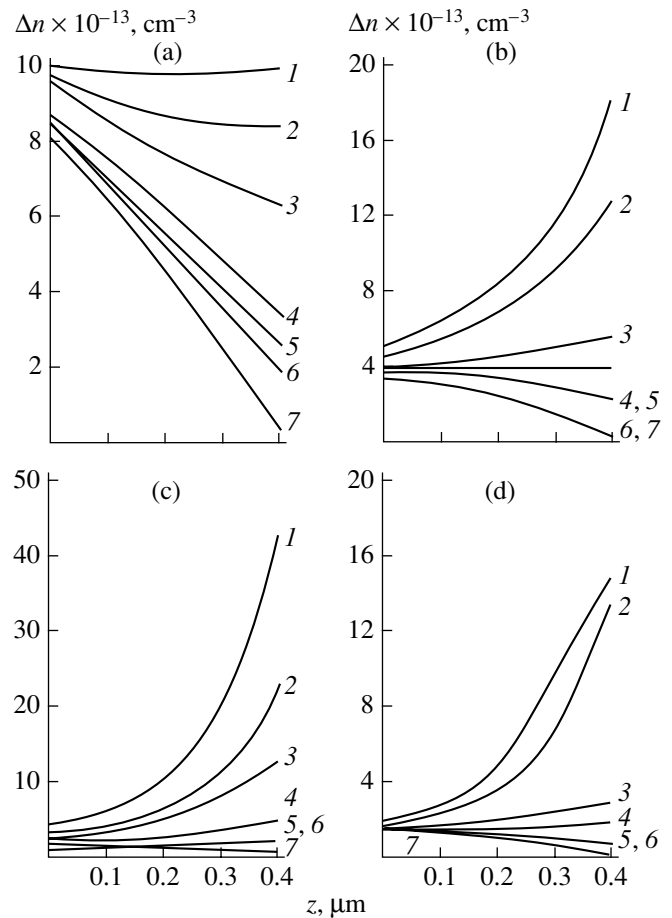 Δn × 10⁻¹³, cm⁻³ Δn × 10⁻¹³, cm⁻³
(a) (b)
10 20
1 1
8 2 16
2
6 3 12
4 8
4 3
5 4
2 6 4, 5
7 6, 7
50 (c) 20 (d)
40 1 16 1
2
30 12
2
20 8
3
10 4 4 3
5, 6 4
7 7 5, 6
0.1 0.2 0.3 0.4 0.1 0.2 0.3 0.4
z, μm